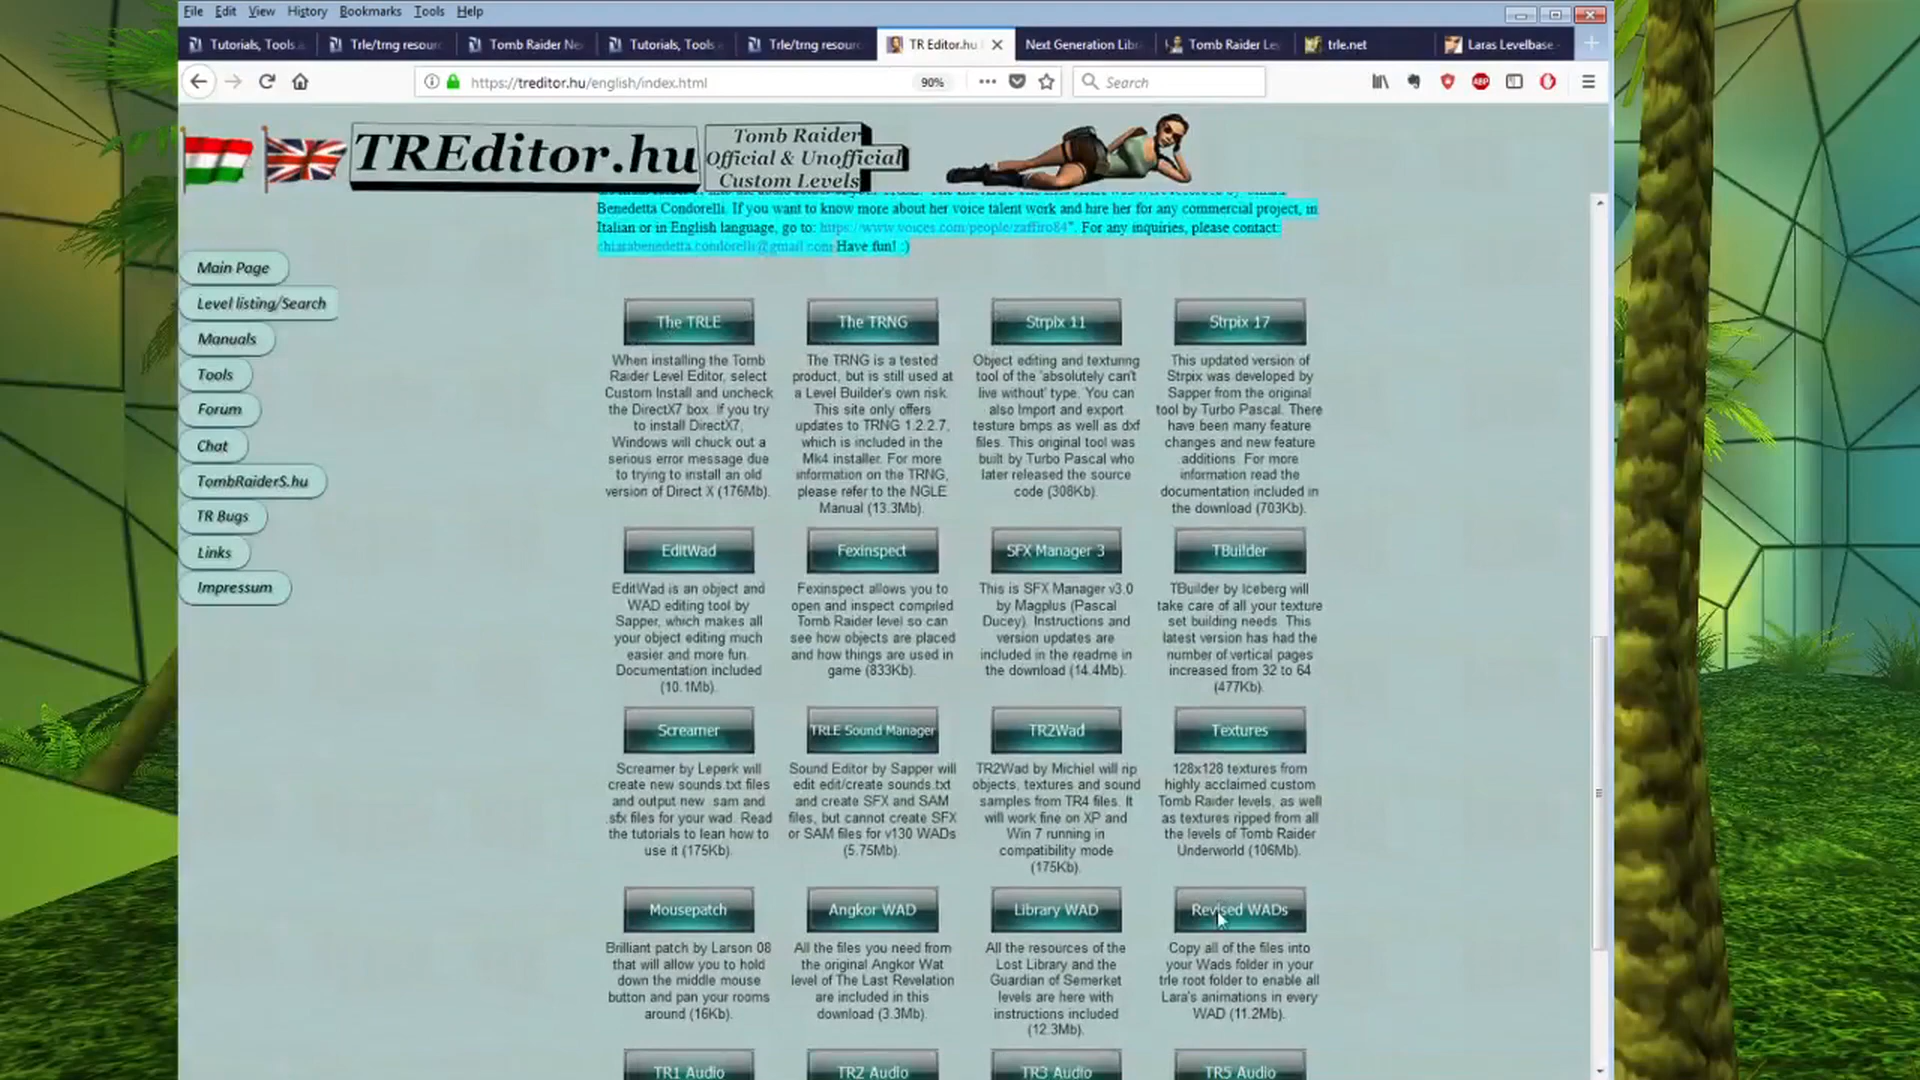 File Edit View History Bookmarks Tools Help
Tutorials, Tools
Trle/trng resour
Tomb Raider Ne
Tutorials, Tools
Trle/trng resour
TR Editor.hu
Next Generation Libr
Tomb Raider Le
trle.net
Laras Levelbase
https://treditor.hu/english/index.html
90%
Search
TREditor.hu
Tomb Raider
Official & Unofficial
Custom Levels
Benedetta Condorelli. If you want to know more about her voice talent work and hire her for any commercial project, in
Italian or in English language, go to: https://www.voices.com/people/zaffiro84". For any inquiries, please contact:
chiarabenedetta.condorelli@gmail.com Have fun! :)
Main Page
Level listing/Search
Manuals
Tools
Forum
Chat
TombRaiderS.hu
TR Bugs
Links
Impressum
The TRLE
When installing the Tomb
Raider Level Editor, select
Custom Install and uncheck
the DirectX7 box. If you try
to install DirectX7,
Windows will chuck out a
serious error message due
to trying to install an old
version of Direct X (176Mb).
The TRNG
The TRNG is a tested
product, but is still used at
a Level Builder's own risk.
This site only offers
updates to TRNG 1.2.2.7,
which is included in the
Mk4 installer. For more
information on the TRNG,
please refer to the NGLE
Manual (13.3Mb).
Strpix 11
Object editing and texturing
tool of the 'absolutely can't
live without' type. You can
also Import and export
testure bmps as well as dxf
files. This original tool was
built by Turbo Pascal who
later released the source
code (308Kb).
Strpix 17
This updated version of
Strpix was developed by
Sapper from the original
tool by Turbo Pascal. There
have been many feature
changes and new feature
additions. For more
information read the
documentation included in
the download (703Kb).
EditWad
EditWad is an object and
WAD editing tool by
Sapper, which makes all
your object editing much
easier and more fun.
Documentation included
(10.1Mb).
Fexinspect
Fexinspect allows you to
open and inspect compiled
Tomb Raider level so can
see how objects are placed
and how things are used in
game (833Kb).
SFX Manager 3
This is SFX Manager v3.0
by Magplus (Pascal
Ducey). Instructions and
version updates are
included in the readme in
the download (14.4Mb).
TBuilder
TBuilder by Iceberg will
take care of all your texture
set building needs. This
latest version has had the
number of vertical pages
increased from 32 to 64
(477Kb).
Screamer
Screamer by Leperk will
create new sounds.txt files
and output new .sam and
.sfx files for your wad. Read
the tutorials to lean how to
use it (175Kb).
TRLE Sound Manager
Sound Editor by Sapper will
edit edit/create sounds.txt
and create SFX and SAM
files, but cannot create SFX
or SAM files for v130 WADs
(5.75Mb).
TR2Wad
TR2Wad by Michiel will rip
objects, textures and sound
samples from TR4 files. It
will work fine on XP and
Win 7 running in
compatibility mode
(175Kb).
Textures
128x128 textures from
highly acclaimed custom
Tomb Raider levels, as well
as textures ripped from all
the levels of Tomb Raider
Underworld (106Mb).
Mousepatch
Brilliant patch by Larson 08
that will allow you to hold
down the middle mouse
button and pan your rooms
around (16Kb).
Angkor WAD
All the files you need from
the original Angkor Wat
level of The Last Revelation
are included in this
download (3.3Mb).
Library WAD
All the resources of the
Lost Library and the
Guardian of Semerket
levels are here with
instructions included
(12.3Mb).
Revised WADs
Copy all of the files into
your Wads folder in your
trle root folder to enable all
Lara's animations in every
WAD (11.2Mb).
TR1 Audio
TR2 Audio
TR3 Audio
TR5 Audio